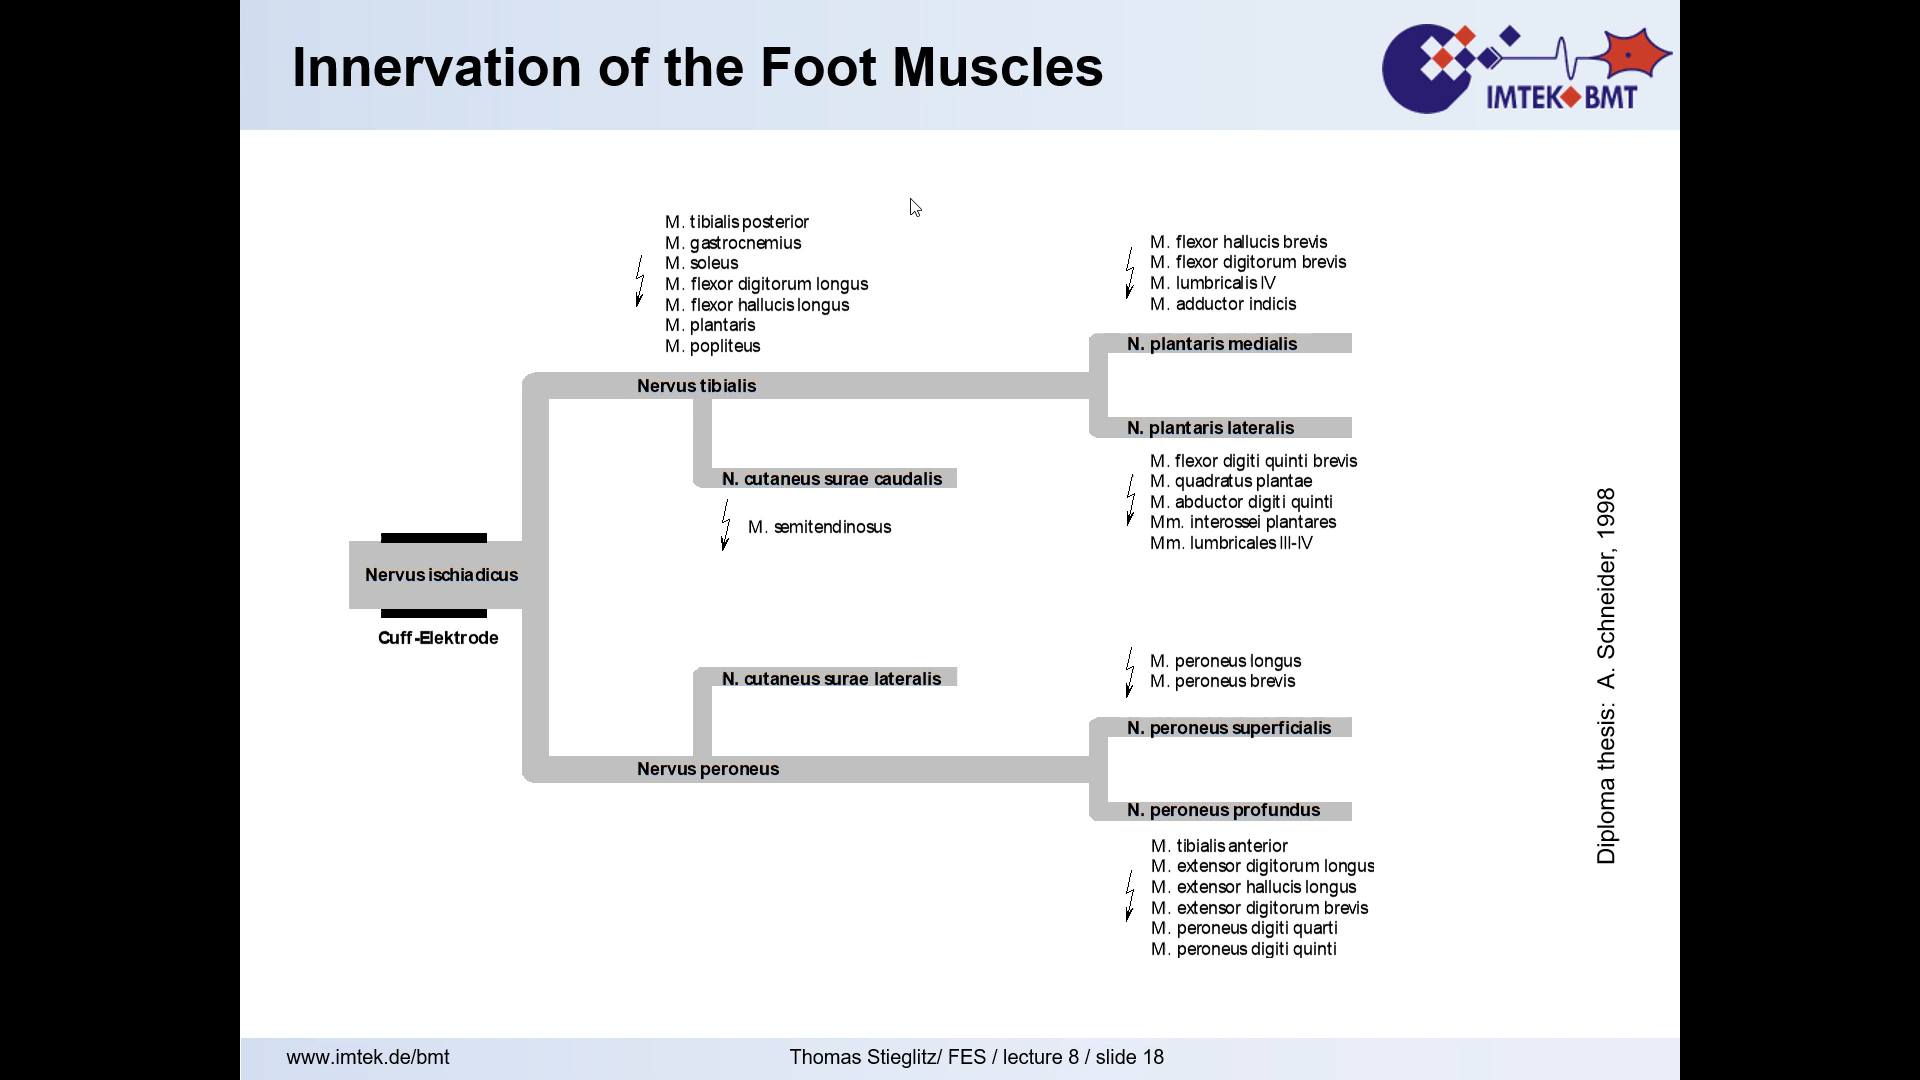 Innervation of the Foot Muscles
IMTEK BMT
M. tibialis posterior
M. gastrocnemius
M. soleus
M. flexor digitorum longus
M. flexor hallucis longus
M. plantaris
M. popliteus
M. flexor hallucis brevis
M. flexor digitorum brevis
M. lumbricalis IV
M. adductor indicis
N. plantaris medialis
Nervus tibialis
N. plantaris lateralis
M. flexor digiti quinti brevis
M. quadratus plantae
M. abductor digiti quinti
Mm. interossei plantares
Mm. lumbricales III-IV
N. cutaneus surae caudalis
M. semitendinosus
Nervus ischiadicus
Cuff-Elektrode
N. cutaneus surae lateralis
M. peroneus longus
M. peroneus brevis
N. peroneus superficialis
Nervus peroneus
N. peroneus profundus
M. tibialis anterior
M. extensor digitorum longus
M. extensor hallucis longus
M. extensor digitorum brevis
M. peroneus digiti quarti
M. peroneus digiti quinti
Diploma thesis: A. Schneider, 1998
www.imtek.de/bmt
Thomas Stieglitz/ FES / lecture 8 / slide 18